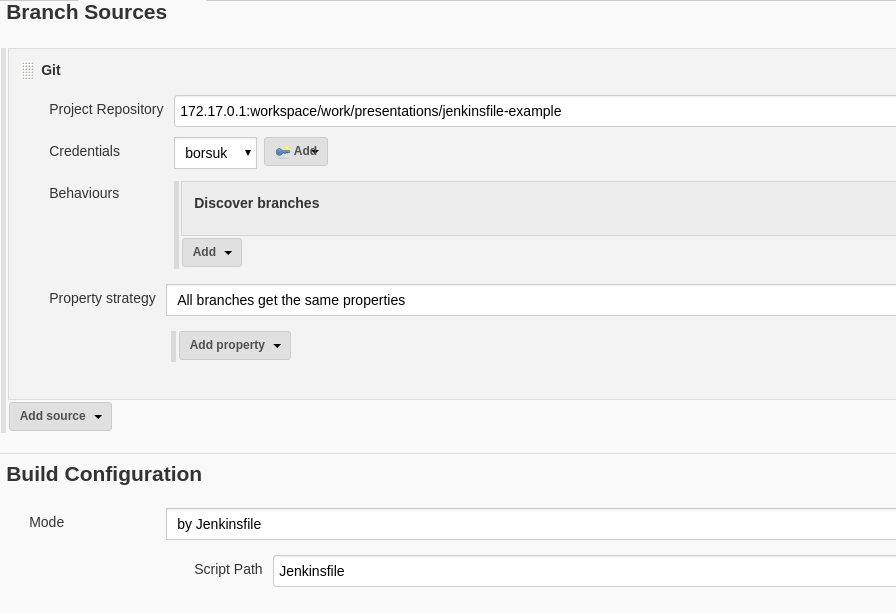 Branch Sources
Git
Project Repository 172.17.0.1:workspace/work/presentations/jenkinsfile-example
Credentials borsuk Add
Behaviours
Discover branches
Add
Property strategy All branches get the same properties
Add property
Add source
Build Configuration
Mode by Jenkinsfile
Script Path Jenkinsfile